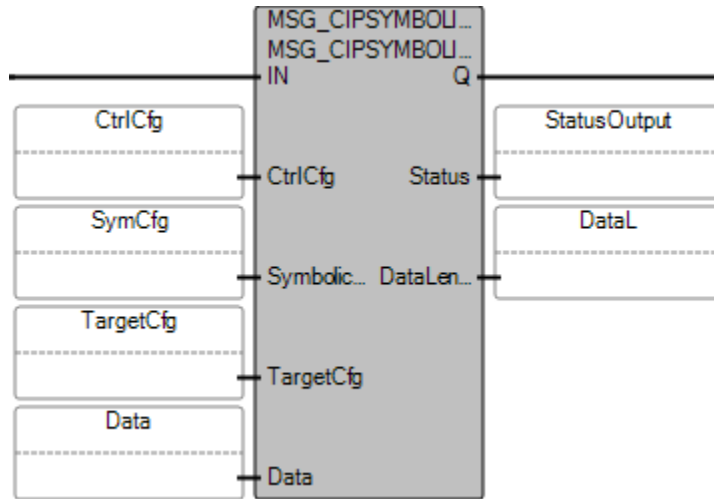 MSG_CIPSYMBOLI...
MSG_CIPSYMBOLI...
IN Q
CtrlCfg StatusOutput
CtrlCfg Status
SymCfg DataL
Symbolic... DataLen...
TargetCfg
TargetCfg
Data
Data